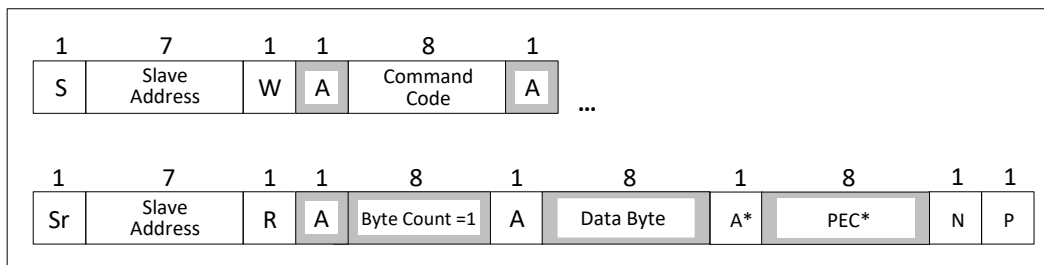 1 7 1 1 8 1
S Slave Address W A Command Code A ...
1 7 1 1 8 1 8 1 8 1 1
Sr Slave Address R A Byte Count =1 A Data Byte A* PEC* N P